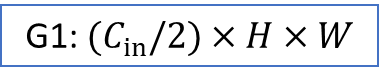 G1: (C_in/2) × H × W